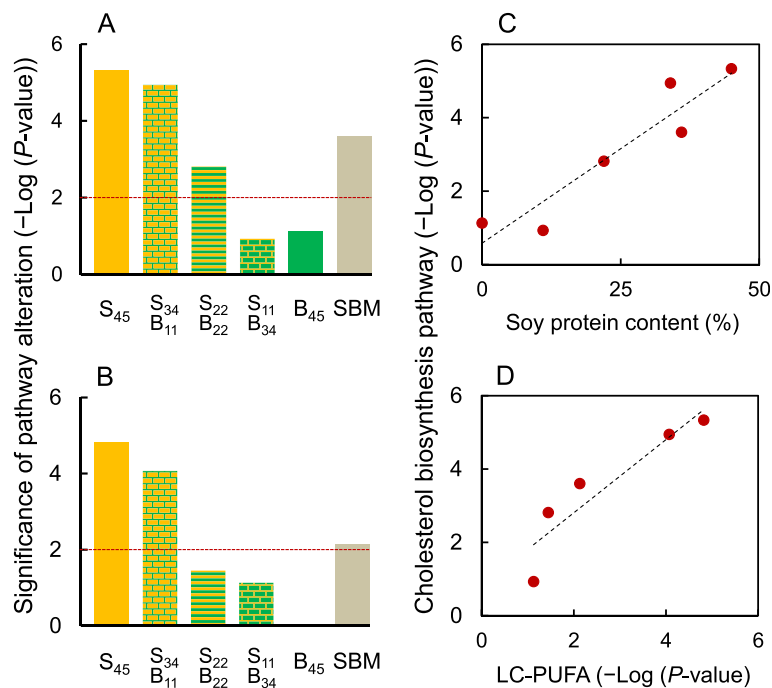 Significance of pathway alteration (−Log (P-value))
A
6
4
2
0
S45 S34 S22 S11 B45 SBM
B11 B22 B34
B
6
4
2
0
S45 S34 S22 S11 B45 SBM
B11 B22 B34
Cholesterol biosynthesis pathway (−Log (P-value))
C
6
4
2
0
0 25 50
Soy protein content (%)
D
6
4
2
0
0 2 4 6
LC-PUFA (−Log (P-value)